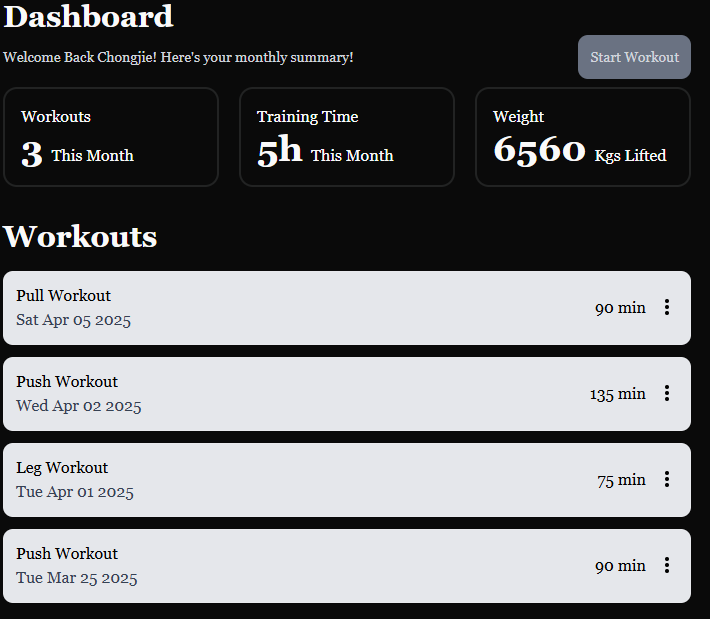 Dashboard
Welcome Back Chongjie! Here's your monthly summary!
Start Workout
Workouts
3 This Month
Training Time
5h This Month
Weight
6560 Kgs Lifted
Workouts
Pull Workout
Sat Apr 05 2025
90 min
Push Workout
Wed Apr 02 2025
135 min
Leg Workout
Tue Apr 01 2025
75 min
Push Workout
Tue Mar 25 2025
90 min